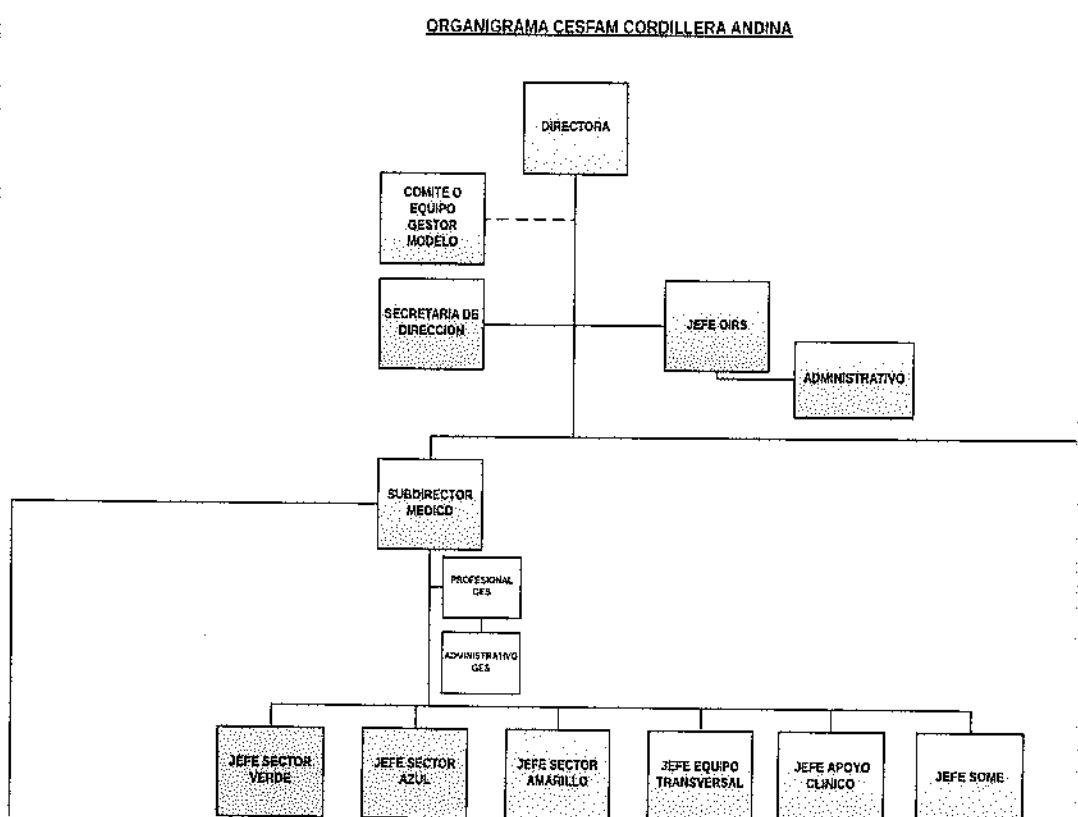 ORGANIGRAMA CESFAM CORDILLERA ANDINA
DIRECTORA
COMITE O
EQUIPO
GESTOR
MODELO
SECRETARIA DE
DIRECCION
JEFE OIRS
ADMINISTRATIVO
SUBDIRECTOR
MEDICO
PROFESIONAL
GES
ADMINISTRATIVO
GES
JEFE SECTOR
VERDE
JEFE SECTOR
AZUL
JEFE SECTOR
AMARILLO
JEFE EQUIPO
TRANSVERSAL
JEFE APOYO
CLINICO
JEFE SOME